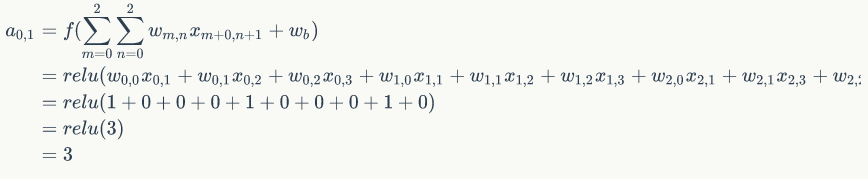 a_{0,1} = f(\sum_{m=0}^{2} \sum_{n=0}^{2} w_{m,n} x_{m+0,n+1} + w_b)
= relu(w_{0,0}x_{0,1} + w_{0,1}x_{0,2} + w_{0,2}x_{0,3} + w_{1,0}x_{1,1} + w_{1,1}x_{1,2} + w_{1,2}x_{1,3} + w_{2,0}x_{2,1} + w_{2,1}x_{2,3} + w_{2,
= relu(1 + 0 + 0 + 0 + 1 + 0 + 0 + 0 + 1 + 0)
= relu(3)
= 3